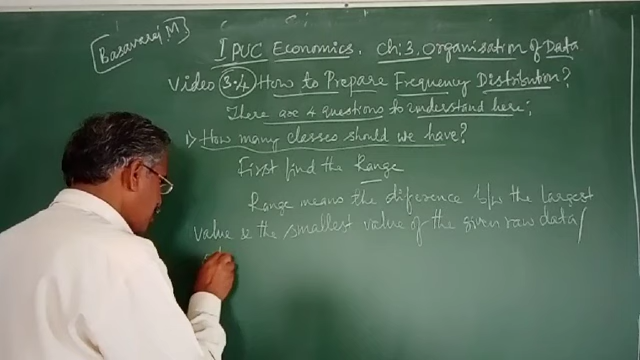 Basavaraj M
I PUC Economics. Ch:3. Organisation of Data
Video 3.4 How to Prepare Frequency Distribution?
There are 4 questions to understand here:
1) How many classes should we have?
First find the Range
Range means the difference b/w the largest
value & the smallest value of the given raw data/